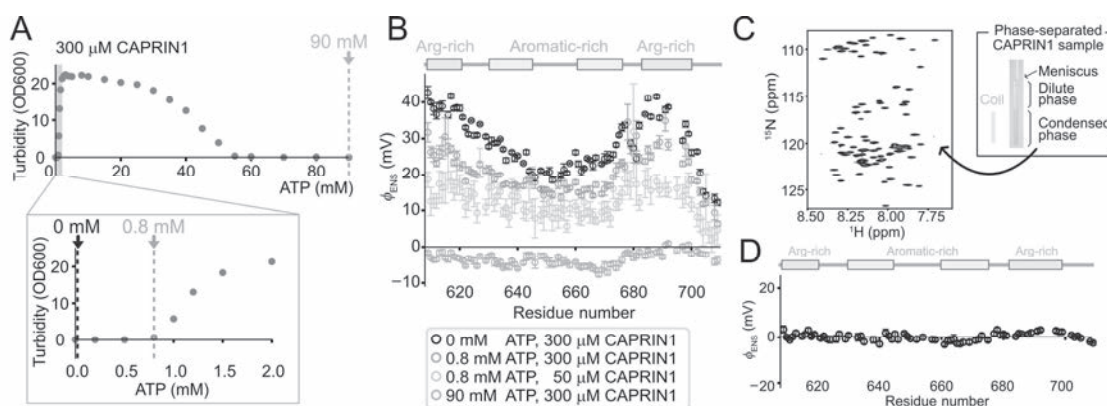 A
300 μM CAPRIN1
90 mM
Turbidity (OD600)
20
10
0
0 20 40 60 80
ATP (mM)
0 mM 0.8 mM
Turbidity (OD600)
20
10
0
0.0 0.5 1.0 1.5 2.0
ATP (mM)
B
Arg-rich Aromatic-rich Arg-rich
ϕENS (mV)
40
30
20
10
0
−10
620 640 660 680 700
Residue number
0 mM ATP, 300 μM CAPRIN1
0.8 mM ATP, 300 μM CAPRIN1
0.8 mM ATP, 50 μM CAPRIN1
90 mM ATP, 300 μM CAPRIN1
C
15N (ppm)
110
115
120
125
8.50 8.25 8.00 7.75
1H (ppm)
Phase-separated
CAPRIN1 sample
Meniscus
Dilute
phase
Coil
Condensed
phase
D
Arg-rich Aromatic-rich Arg-rich
ϕENS (mV)
20
0
−20
620 640 660 680 700
Residue number